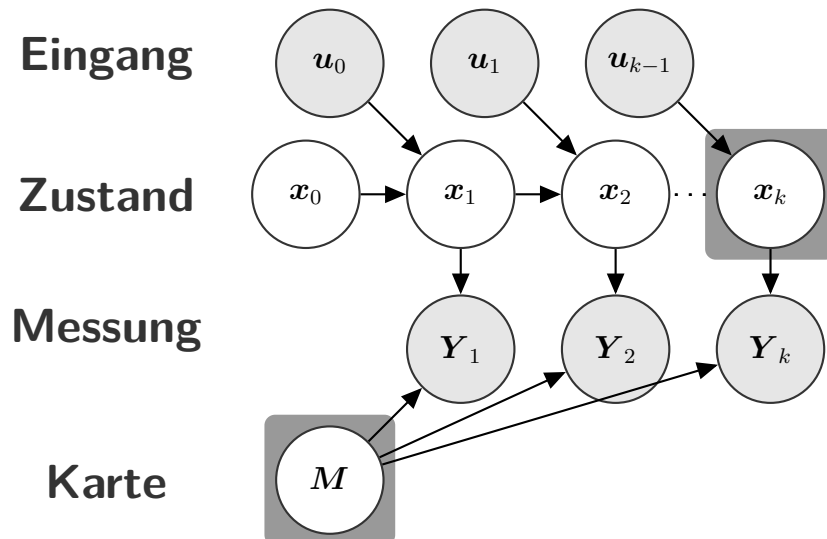 Eingang u0 u1 uk−1
Zustand x0 x1 x2 ... xk
Messung Y1 Y2 Yk
Karte M